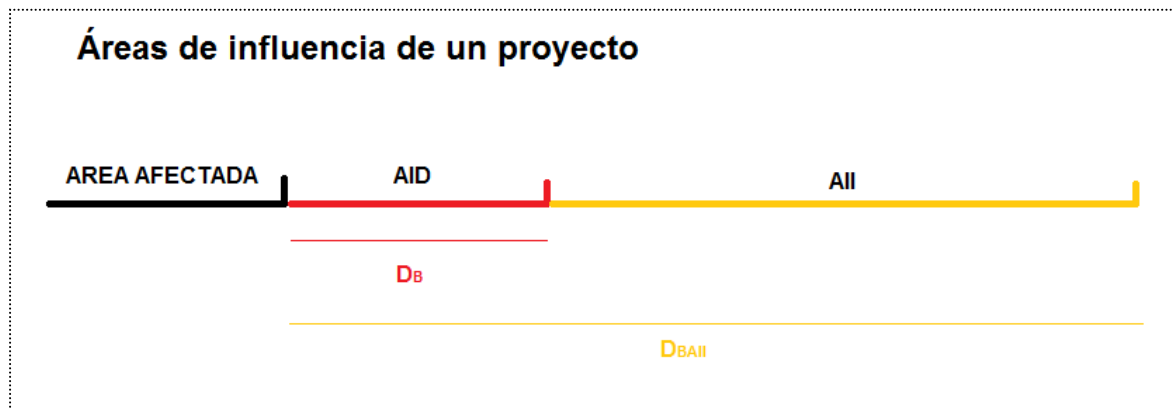 Áreas de influencia de un proyecto
AREA AFECTADA AID AII
DB
DBAII